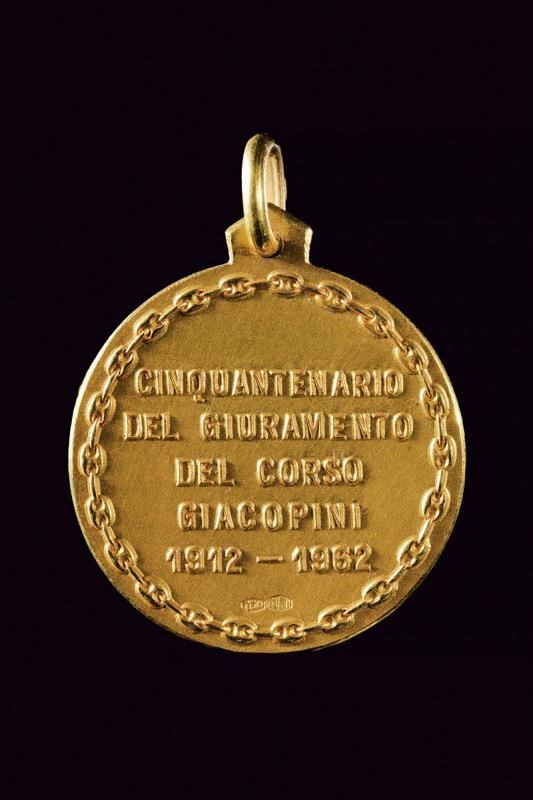 CINQUANTENARIO
DEL GIURAMENTO
DEL CORSO
GIACOPINI
1912 — 1962